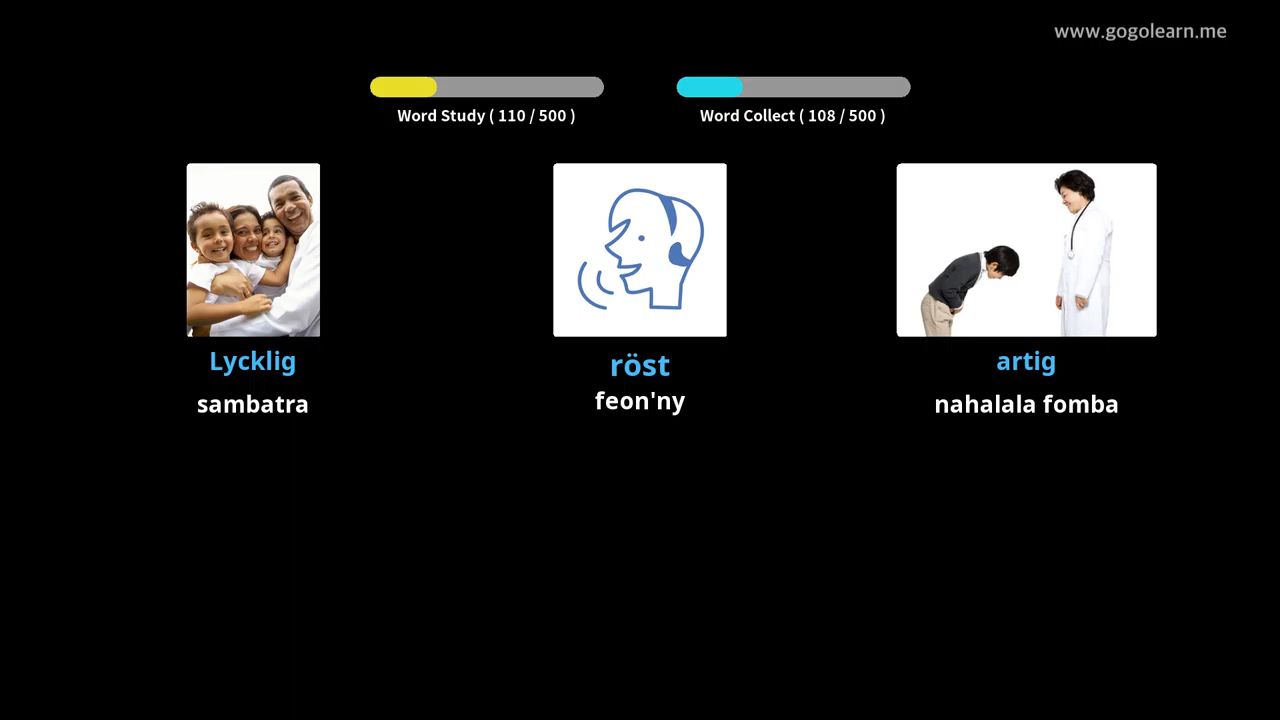 www.gogolearn.me
Word Study ( 110 / 500 )
Word Collect ( 108 / 500 )
Lycklig
sambatra
röst
feon'ny
artig
nahalala fomba